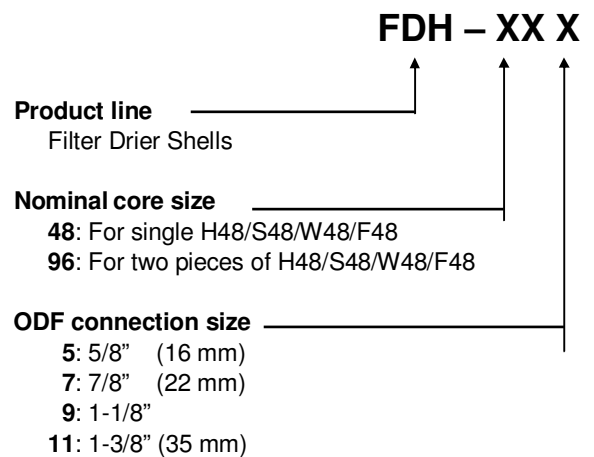 FDH – XX X
Product line
Filter Drier Shells
Nominal core size
48: For single H48/S48/W48/F48
96: For two pieces of H48/S48/W48/F48
ODF connection size
5: 5/8” (16 mm)
7: 7/8” (22 mm)
9: 1-1/8”
11: 1-3/8” (35 mm)